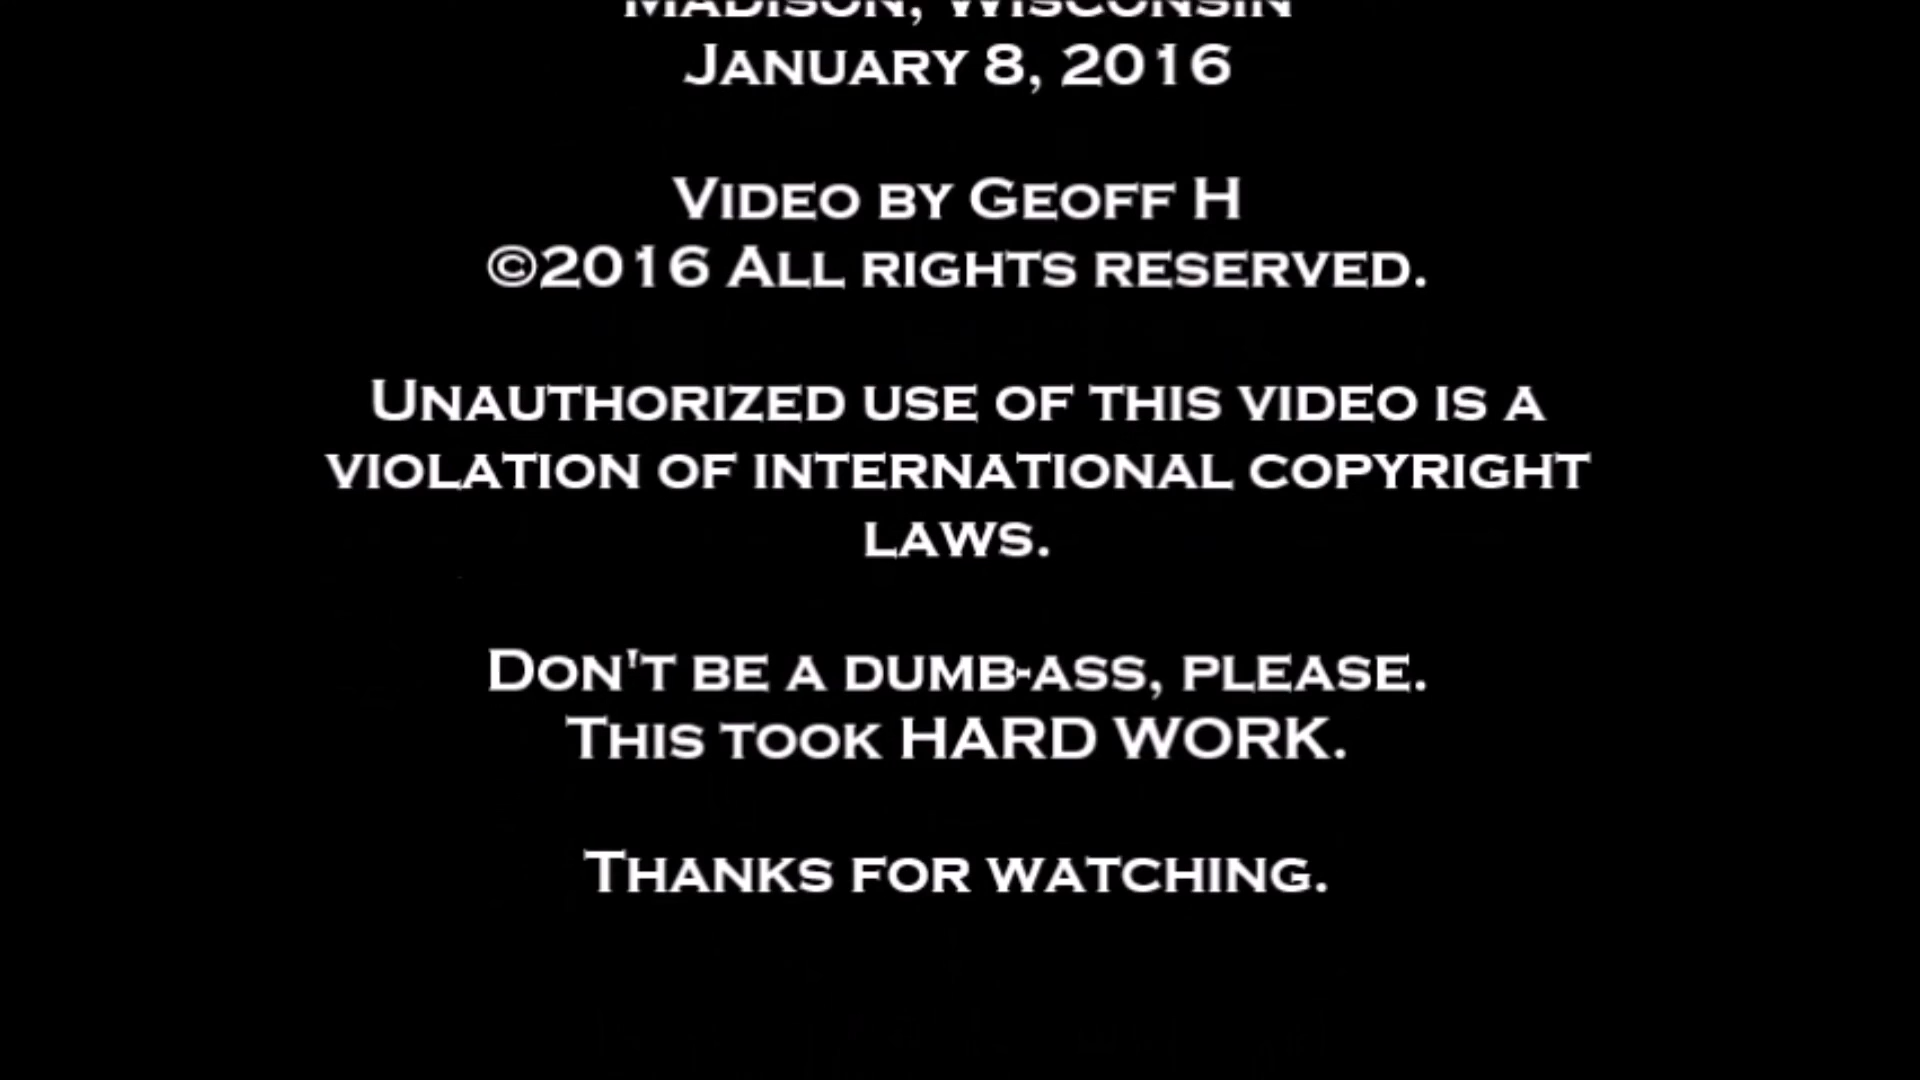 Madison, Wisconsin
January 8, 2016
Video by Geoff H
©2016 All rights reserved.
Unauthorized use of this video is a
violation of international copyright
laws.
Don't be a dumb-ass, please.
This took HARD WORK.
Thanks for watching.